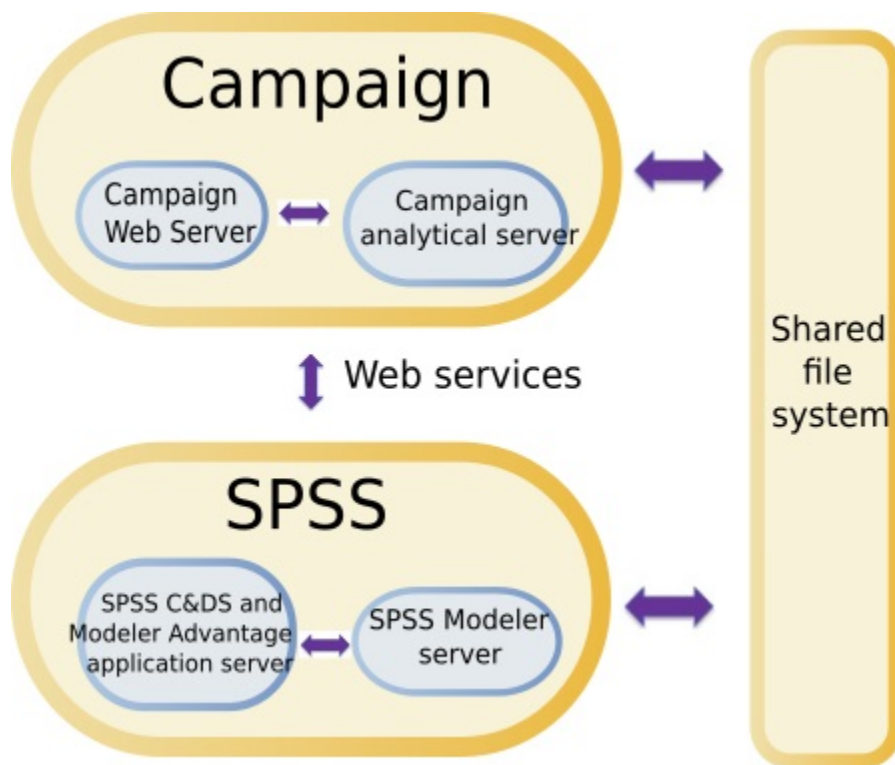 Campaign
Campaign
Web Server
Campaign
analytical server
Shared
file
system
Web services
SPSS
SPSS C&DS and
Modeler Advantage
application server
SPSS Modeler
server